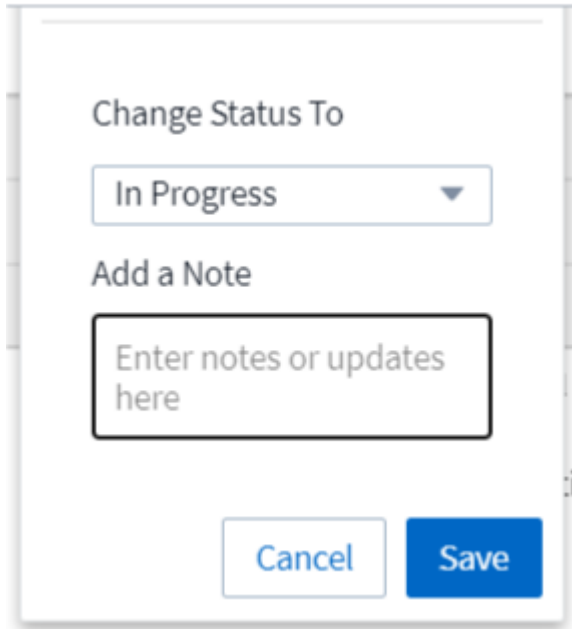 Change Status To
In Progress
Add a Note
Enter notes or updates
here
Cancel
Save